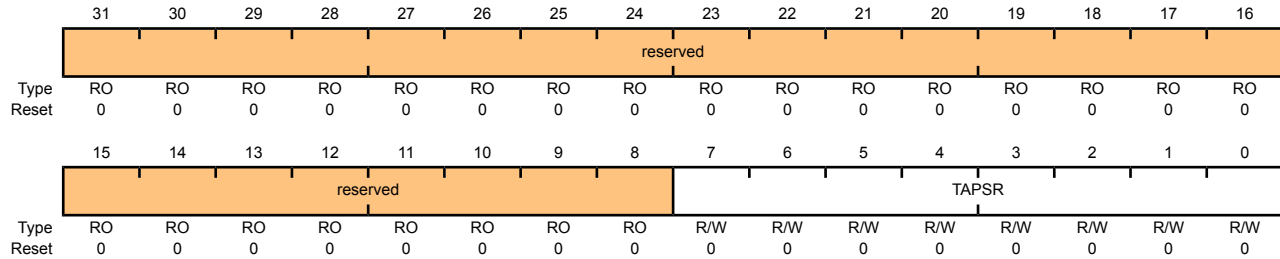 31 30 29 28 27 26 25 24 23 22 21 20 19 18 17 16
reserved
Type RO RO RO RO RO RO RO RO RO RO RO RO RO RO RO RO
Reset 0 0 0 0 0 0 0 0 0 0 0 0 0 0 0 0
15 14 13 12 11 10 9 8 7 6 5 4 3 2 1 0
reserved TAPSR
Type RO RO RO RO RO RO RO RO R/W R/W R/W R/W R/W R/W R/W R/W
Reset 0 0 0 0 0 0 0 0 0 0 0 0 0 0 0 0